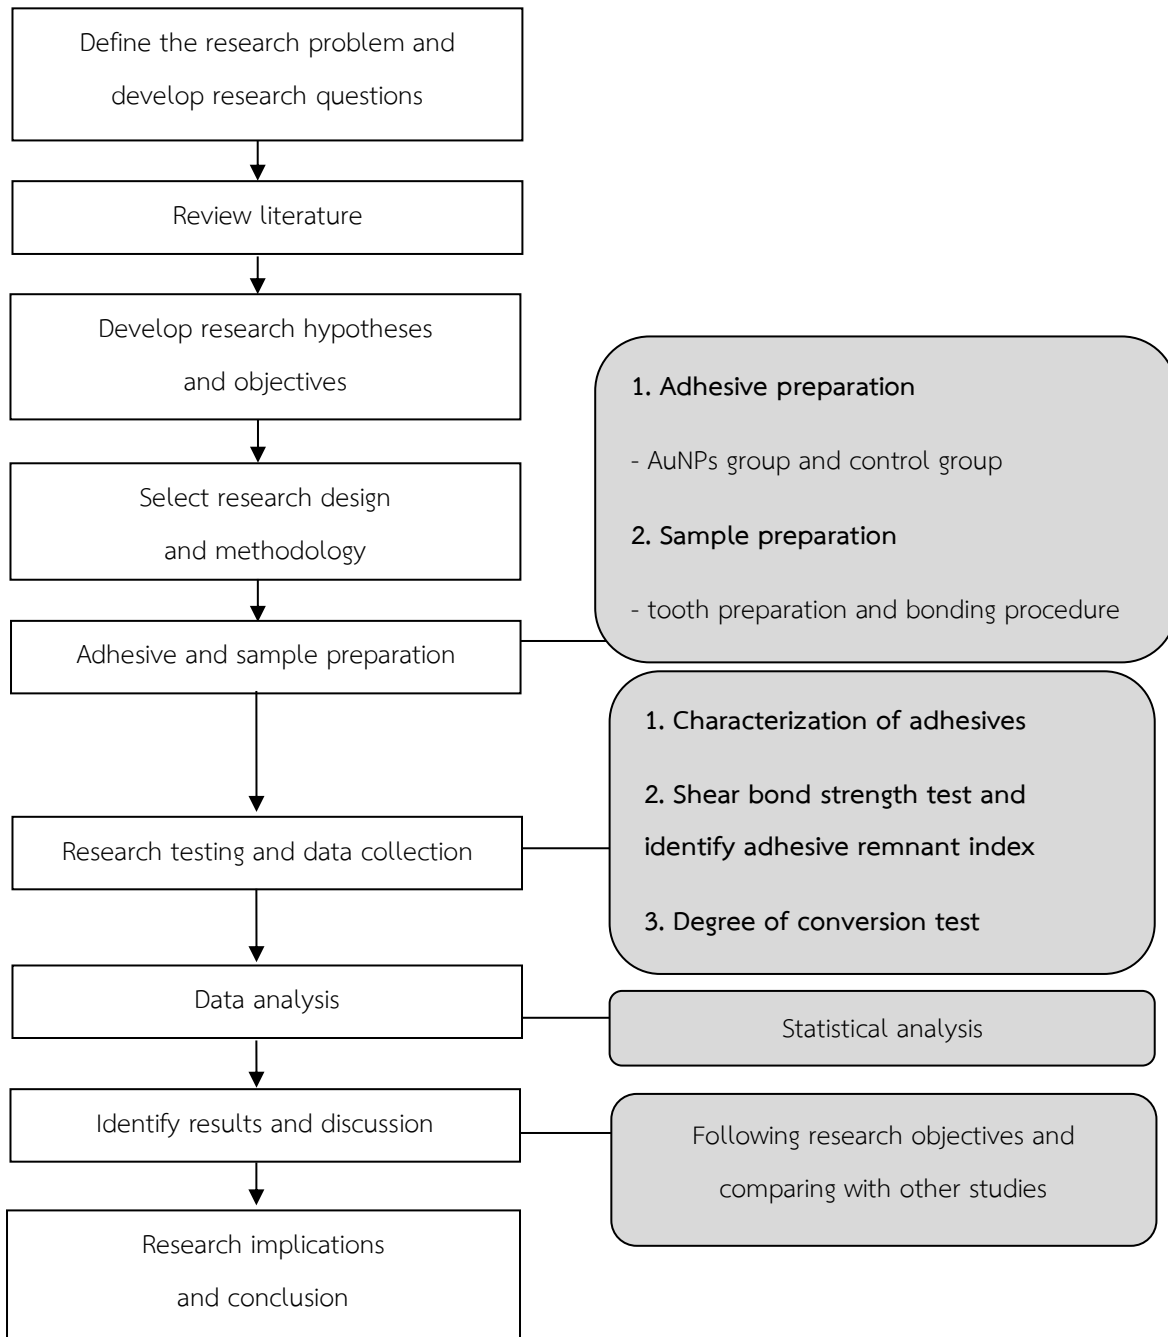 Define the research problem and
develop research questions
Review literature
Develop research hypotheses
and objectives
Select research design
and methodology
Adhesive and sample preparation
1. Adhesive preparation
- AuNPs group and control group
2. Sample preparation
- tooth preparation and bonding procedure
Research testing and data collection
1. Characterization of adhesives
2. Shear bond strength test and
identify adhesive remnant index
3. Degree of conversion test
Data analysis
Statistical analysis
Identify results and discussion
Following research objectives and
comparing with other studies
Research implications
and conclusion